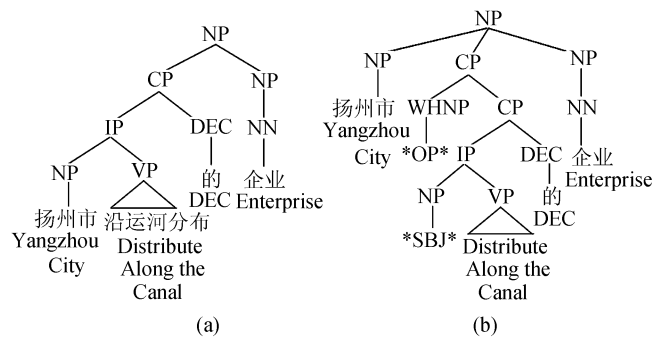 NP
NP
CP
NP
NP
CP
NP
IP
DEC
NN
扬州市
WHNP
CP
NN
NP
VP
的
企业
Yangzhou
City
*OP*
IP
DEC
企业
扬州市
沿运河分布
DEC
Enterprise
NP
VP
的
Enterprise
Yangzhou
Distribute
*SBJ*
DEC
City
Along the
Distribute
Canal
Along the
Canal
(a)
(b)